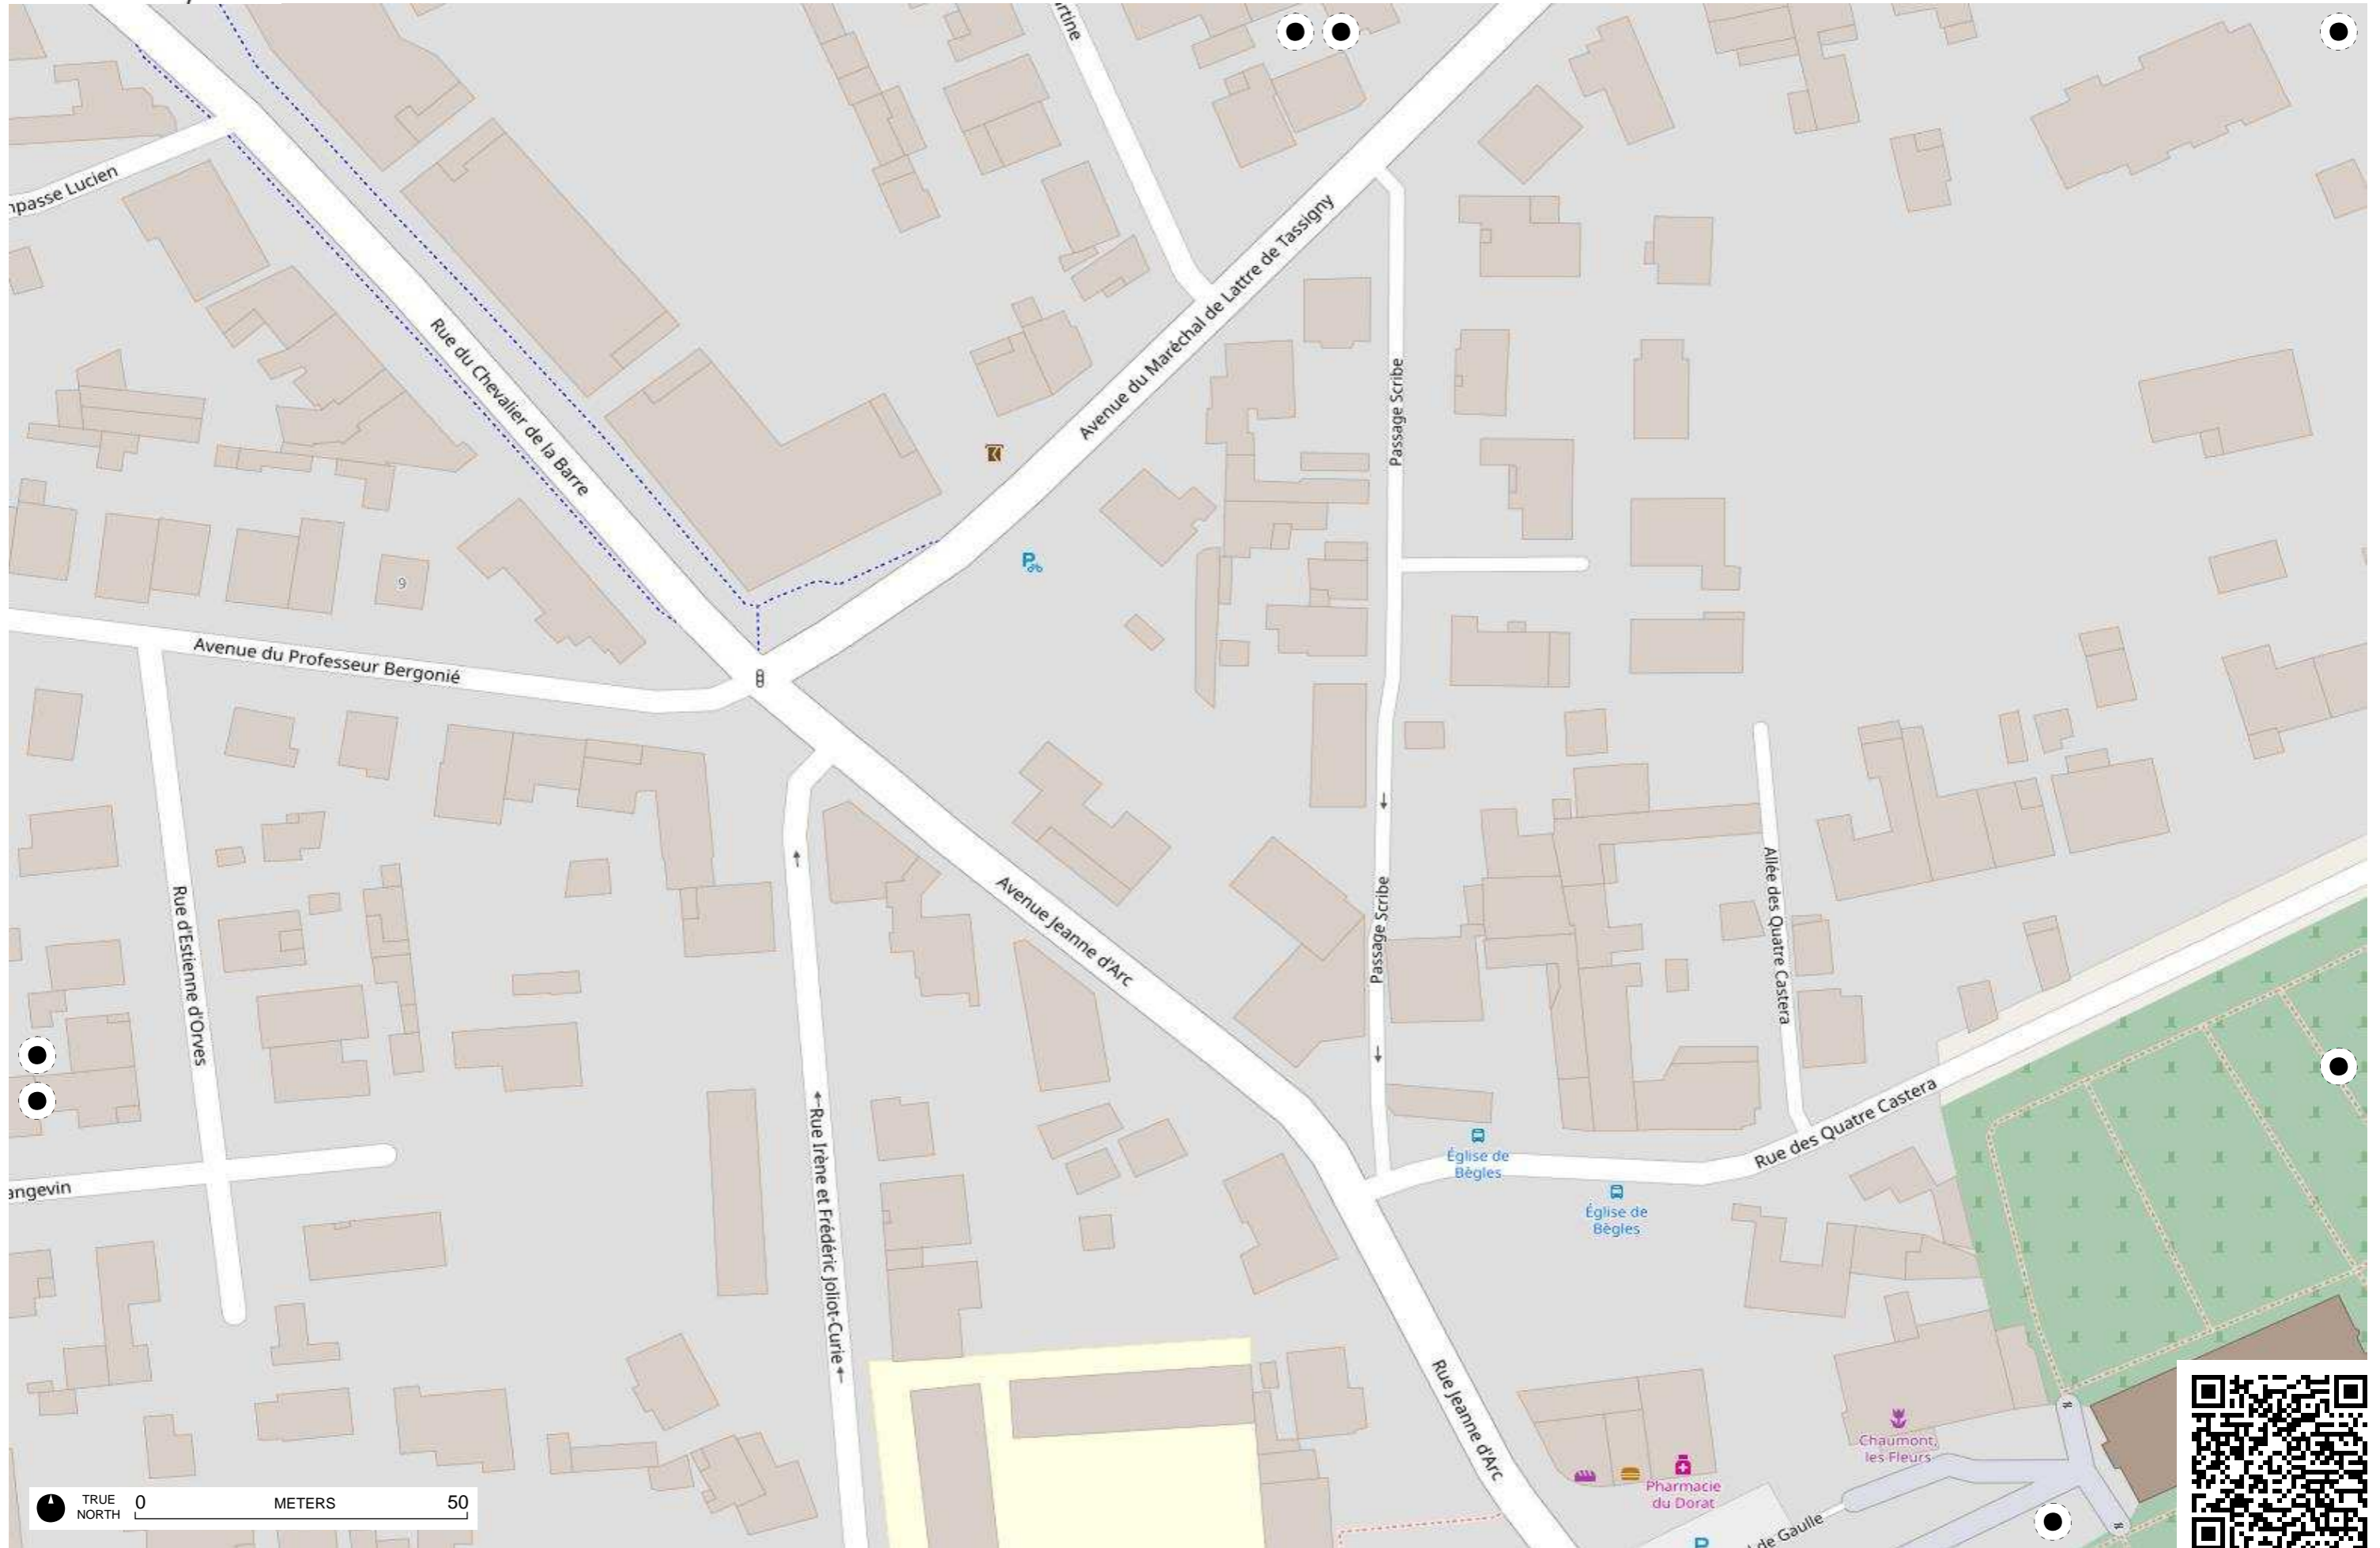 rtine
npasse Lucien
Avenue du Maréchal de Lattre de Tassigny
Rue du Chevalier de la Barre
Passage Scribe
9
Avenue du Professeur Bergonié
Allée des Quatre Castera
Rue d'Estienne d'Orves
Avenue Jeanne d'Arc
Passage Scribe
Rue des Quatre Castera
Église de
Bègles
Église de
Bègles
angevin
Rue Irène et Frédéric Joliot-Curie
Rue Jeanne d'Arc
Chaumont,
les Fleurs
Pharmacie
du Dorat
de Gaulle
P
P
TRUE
NORTH
0 METERS 50